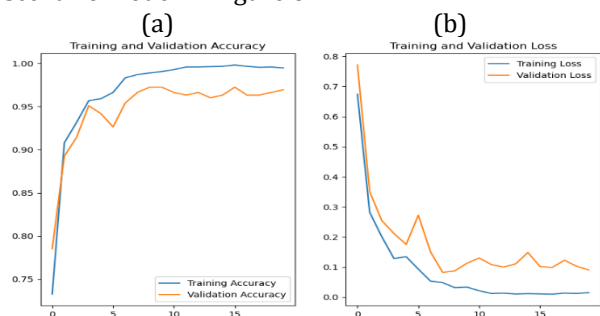 (a) (b)
Training and Validation Accuracy
1.00
0.95
0.90
0.85
0.80
0.75
Training Accuracy
Validation Accuracy
0 5 10 15
Training and Validation Loss
0.8
0.7
0.6
0.5
0.4
0.3
0.2
0.1
0.0
Training Loss
Validation Loss
0 5 10 15